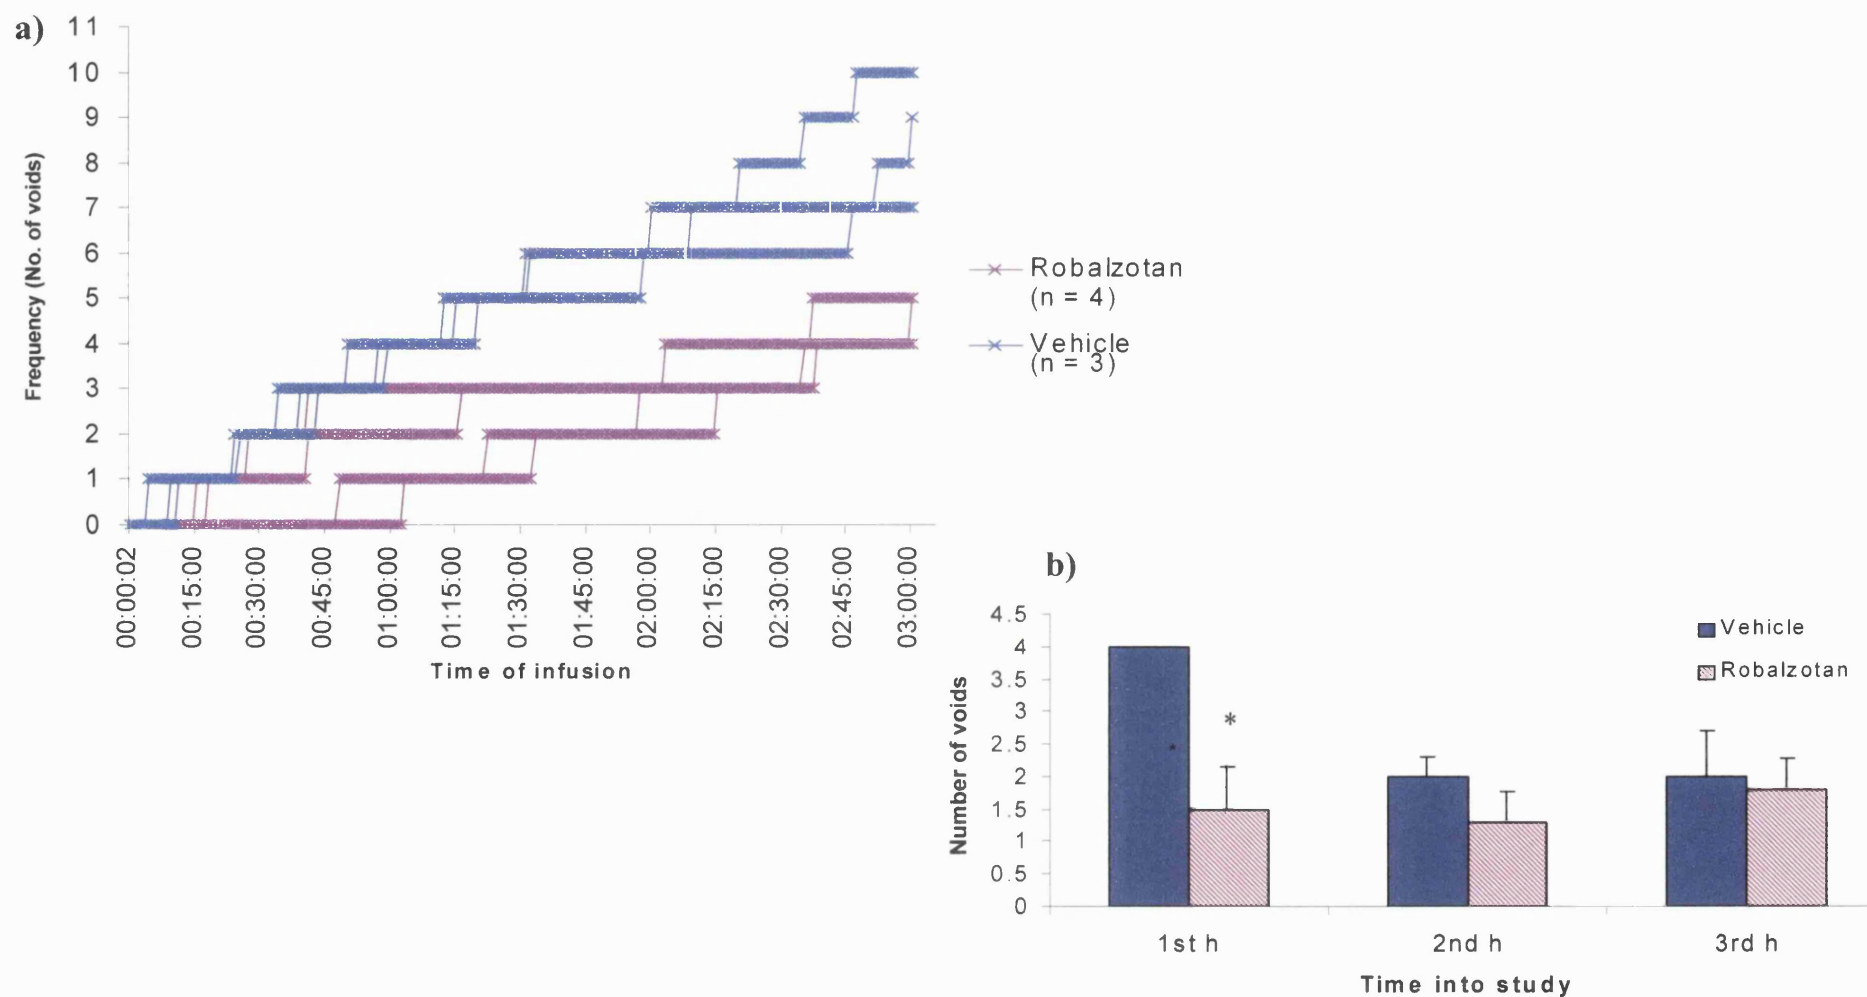 a)
Frequency (No. of voids)
11
10
9
8
7
6
5
4
3
2
1
0
00:00:02
00:15:00
00:30:00
00:45:00
01:00:00
01:15:00
01:30:00
01:45:00
02:00:00
02:15:00
02:30:00
02:45:00
03:00:00
Time of infusion
Robalzotan
(n = 4)
Vehicle
(n = 3)
b)
Number of voids
4.5
4
3.5
3
2.5
2
1.5
1
0.5
0
*
Vehicle
Robalzotan
1st h
2nd h
3rd h
Time into study